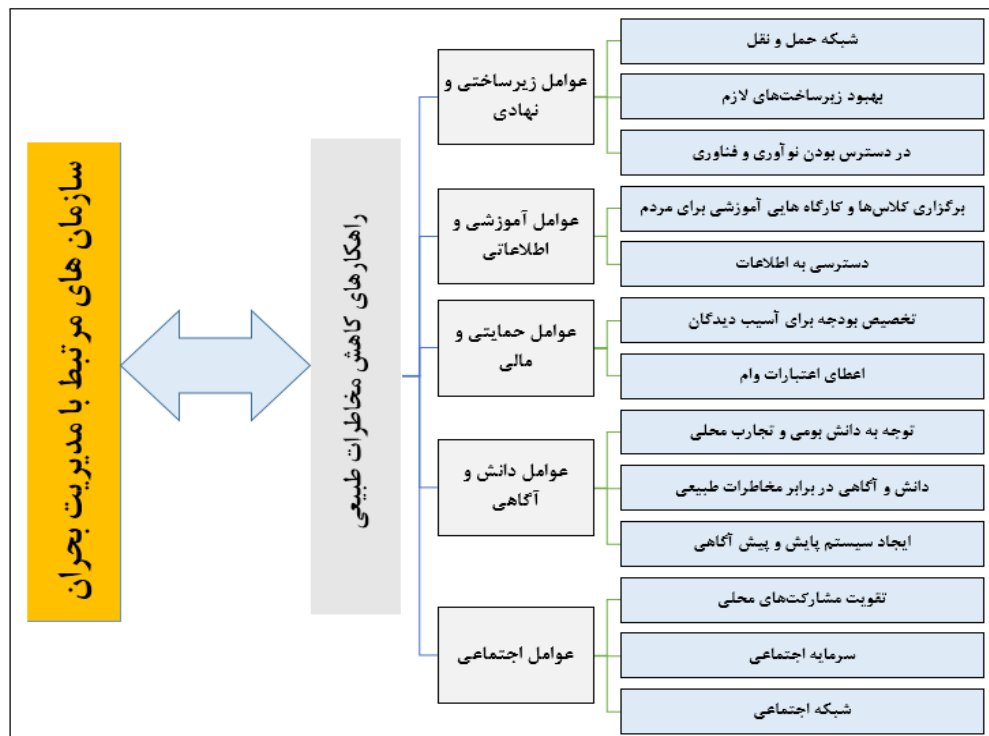 سازمان های مرتبط با مدیریت بحران
راهکارهای کاهش مخاطرات طبیعی
عوامل زیرساختی و
نهادی
شبکه حمل و نقل
بهبود زیرساخت‌های لازم
در دسترس بودن نوآوری و فناوری
عوامل آموزشی و
اطلاعاتی
برگزاری کلاس‌ها و کارگاه هایی آموزشی برای مردم
دسترسی به اطلاعات
عوامل حمایتی و
مالی
تخصیص بودجه برای آسیب دیدگان
اعطای اعتبارات وام
عوامل دانش و
آگاهی
توجه به دانش بومی و تجارب محلی
دانش و آگاهی در برابر مخاطرات طبیعی
ایجاد سیستم پایش و پیش آگاهی
عوامل اجتماعی
تقویت مشارکت‌های محلی
سرمایه اجتماعی
شبکه اجتماعی